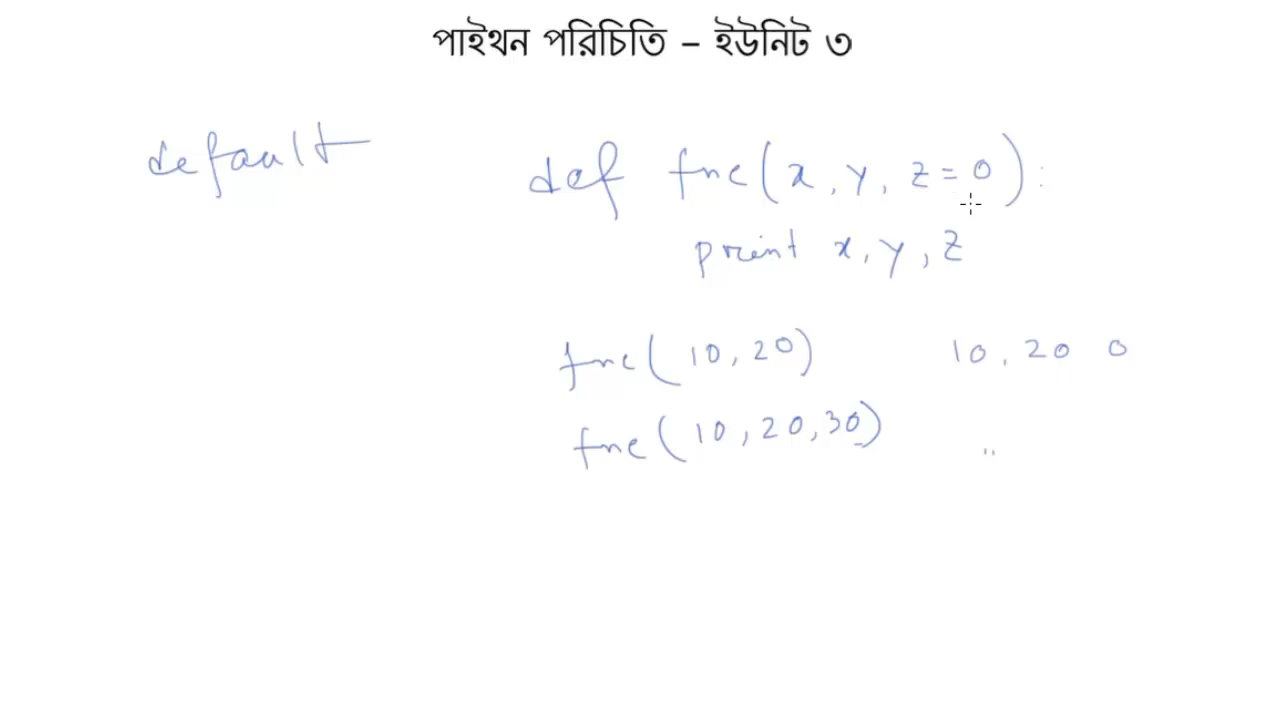 পাইথন পরিচিতি – ইউনিট ৩
default
def fnc(x, y, z=0):
print x, y, z
fnc(10, 20) 10, 20 0
fnc(10, 20, 30) "